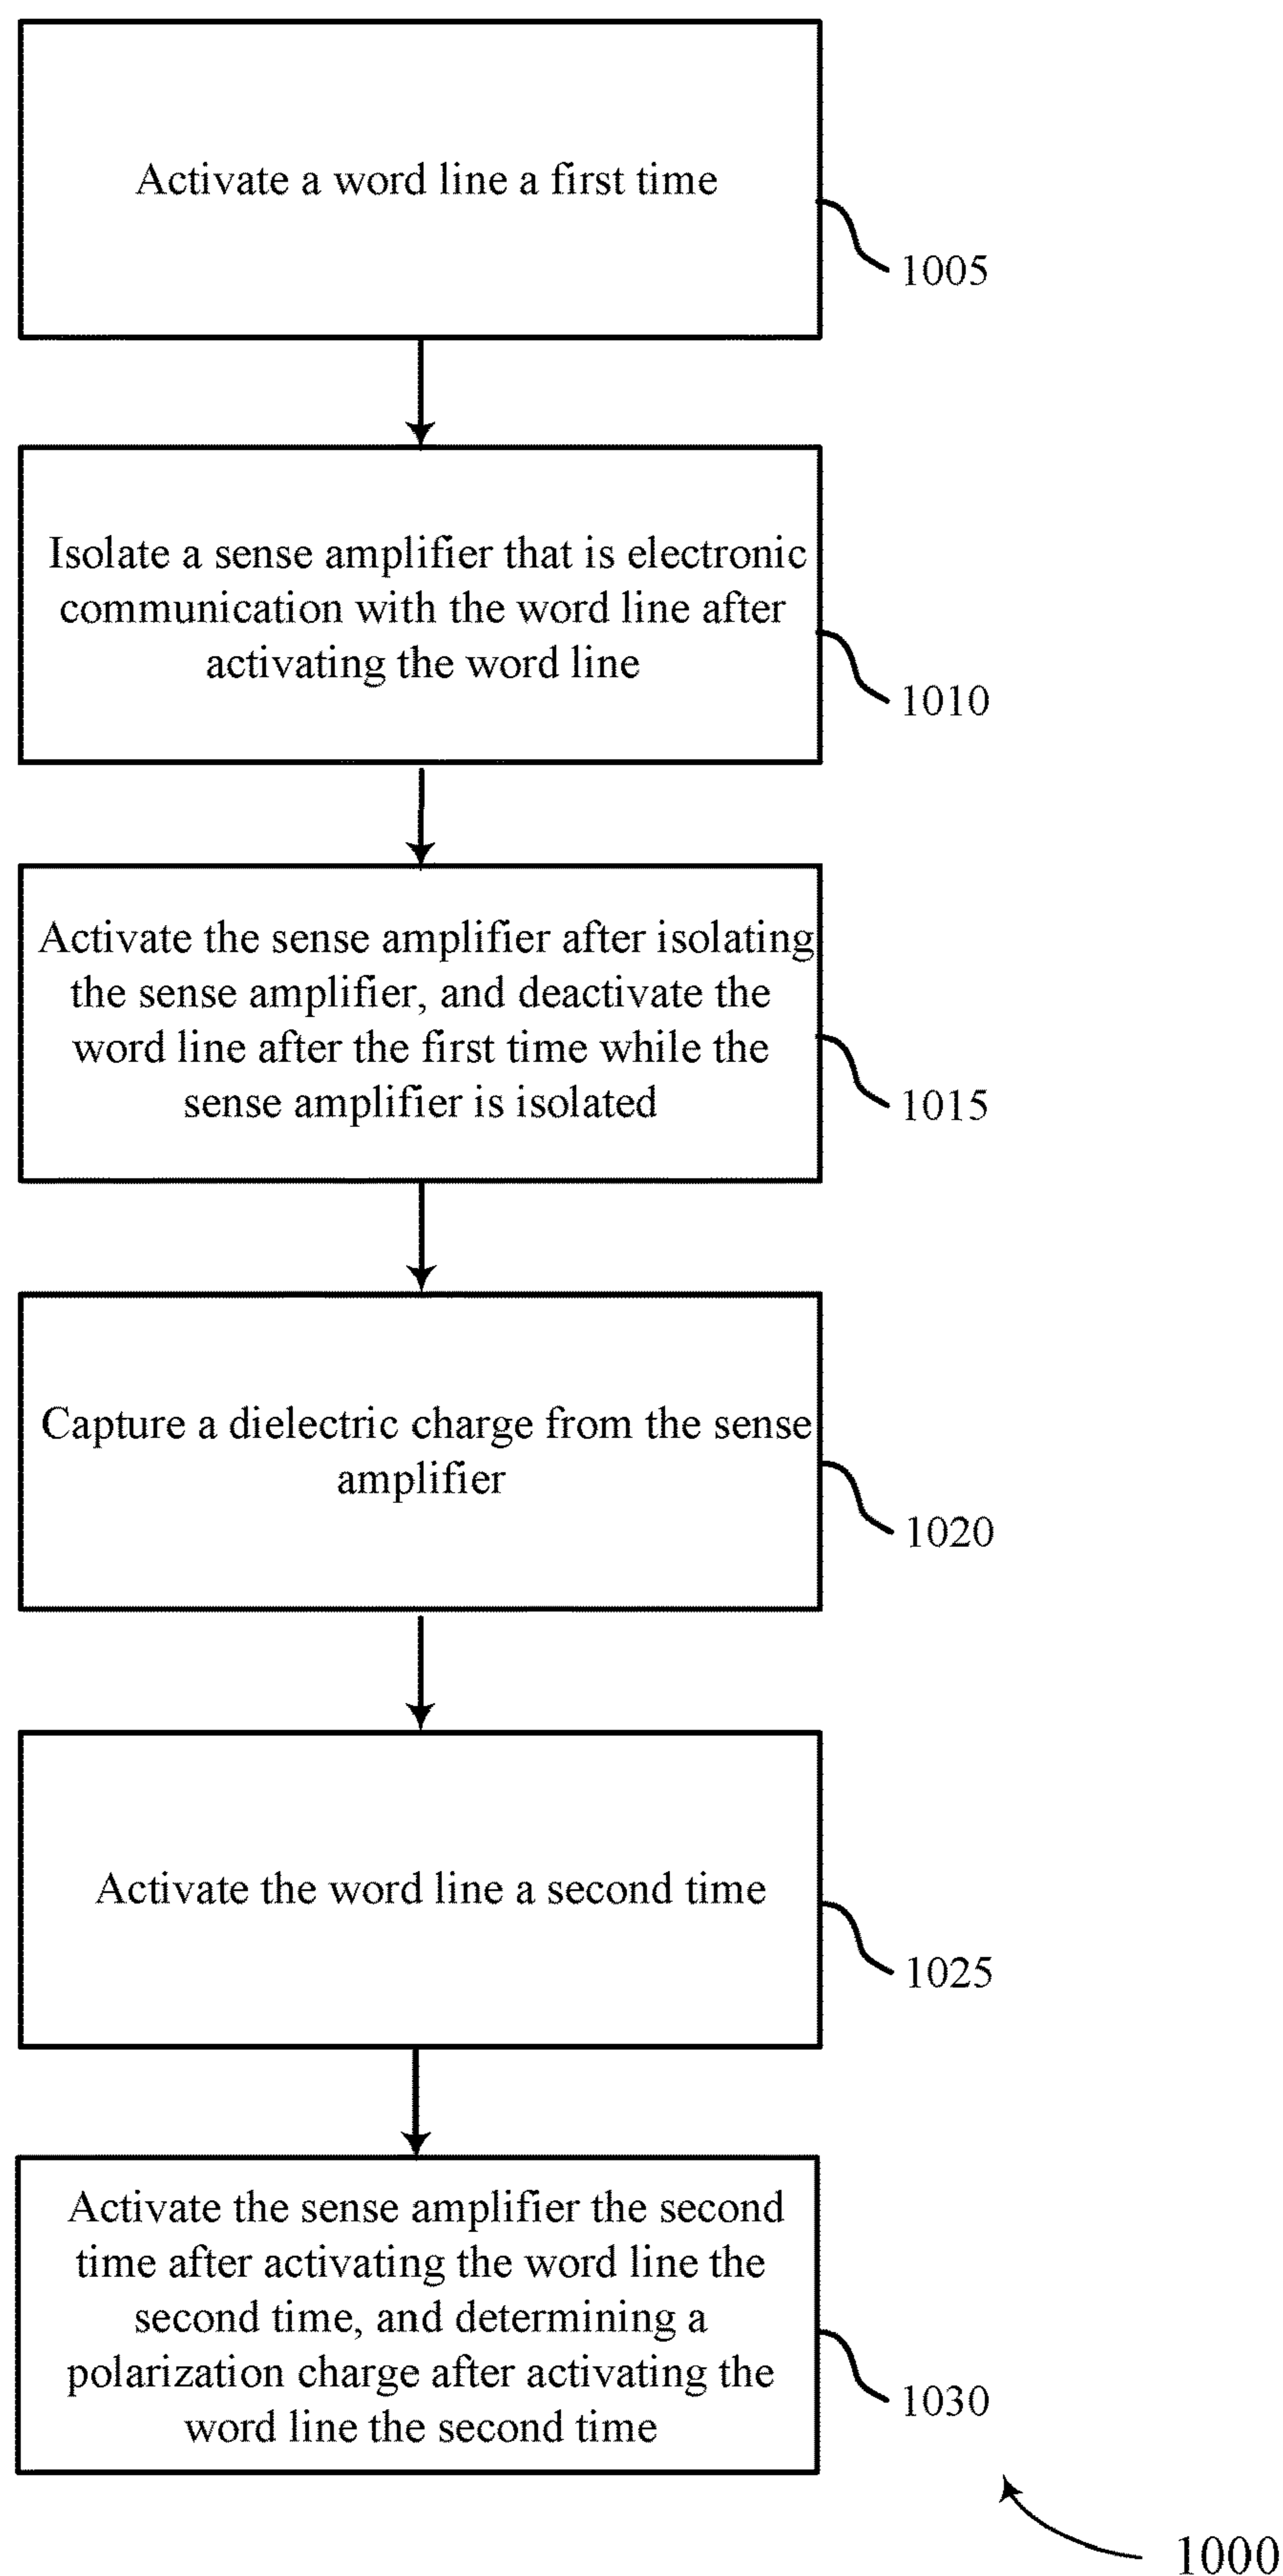 Activate a word line a first time
1005
Isolate a sense amplifier that is electronic
communication with the word line after
activating the word line
1010
Activate the sense amplifier after isolating
the sense amplifier, and deactivate the
word line after the first time while the
sense amplifier is isolated
1015
Capture a dielectric charge from the sense
amplifier
1020
Activate the word line a second time
1025
Activate the sense amplifier the second
time after activating the word line the
second time, and determining a
polarization charge after activating the
word line the second time
1030
1000